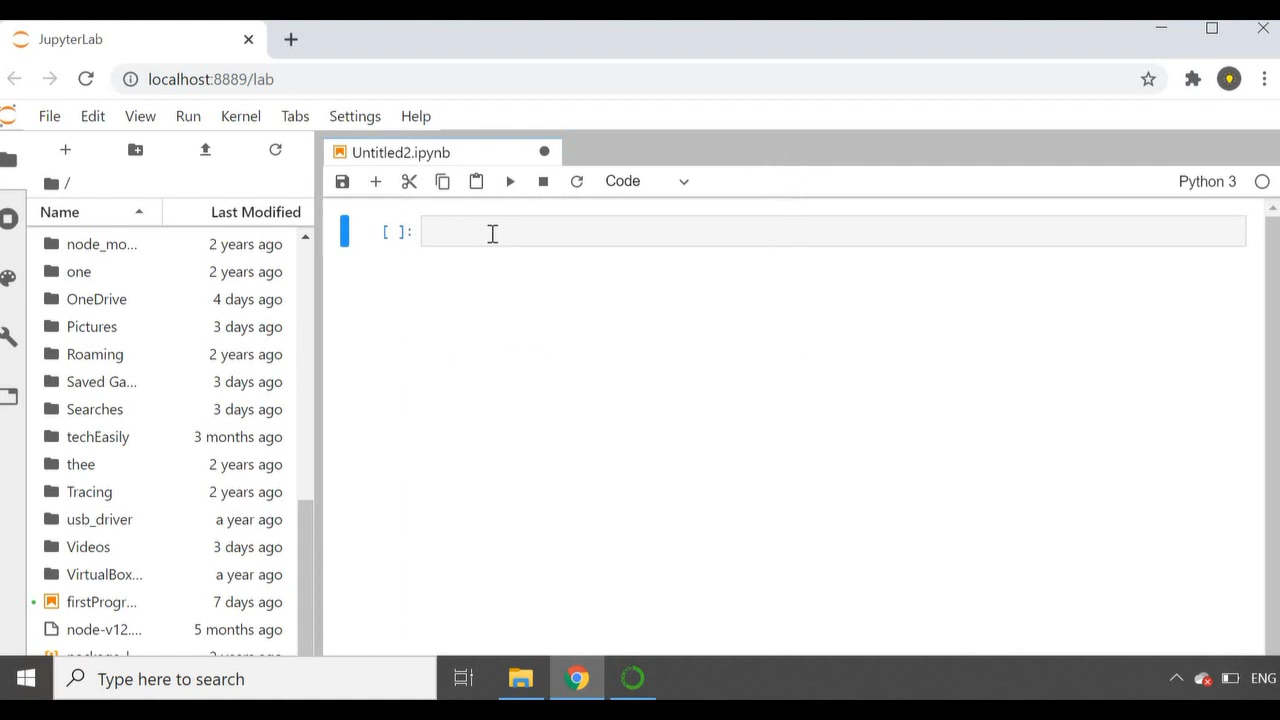 JupyterLab
localhost:8889/lab
File Edit View Run Kernel Tabs Settings Help
Untitled2.ipynb
/
Code
Python 3
Name Last Modified
[ ]:
node_mo... 2 years ago
one 2 years ago
OneDrive 4 days ago
Pictures 3 days ago
Roaming 2 years ago
Saved Ga... 3 days ago
Searches 3 days ago
techEasily 3 months ago
thee 2 years ago
Tracing 2 years ago
usb_driver a year ago
Videos 3 days ago
VirtualBox... a year ago
firstProgr... 7 days ago
node-v12.... 5 months ago
Type here to search
ENG